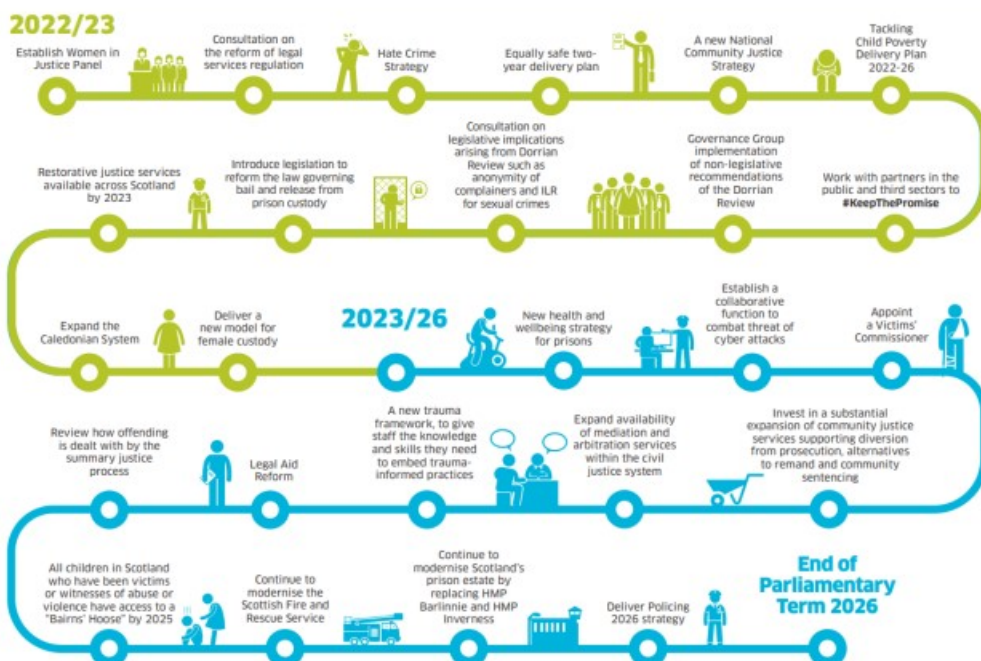 2022/23
Establish Women in
Justice Panel
Consultation on
the reform of legal
services regulation
Hate Crime
Strategy
Equally safe two-
year delivery plan
A new National
Community Justice
Strategy
Tackling
Child Poverty
Delivery Plan
2022-26
Restorative justice services
available across Scotland
by 2023
Introduce legislation to
reform the law governing
bail and release from
prison custody
Consultation on
legislative implications
arising from Dorrian
Review such as
anonymity of
complainers and ILR
for sexual crimes
Governance Group
implementation
of non-legislative
recommendations
of the Dorrian
Review
Work with partners in the
public and third sectors to
#KeepThePromise
Expand the
Caledonian System
Deliver a
new model for
female custody
2023/26
New health and
wellbeing strategy
for prisons
Establish a
collaborative
function to
combat threat of
cyber attacks
Appoint
a Victims'
Commissioner
Review how offending
is dealt with by the
summary justice
process
Legal Aid
Reform
A new trauma
framework, to give
staff the knowledge
and skills they need
to embed trauma-
informed practices
Expand availability
of mediation and
arbitration services
within the civil
justice system
Invest in a substantial
expansion of community justice
services supporting diversion
from prosecution, alternatives
to remand and community
sentencing
All children in Scotland
who have been victims
or witnesses of abuse or
violence have access to a
"Bairns' Hoose" by 2025
Continue to
modernise the
Scottish Fire and
Rescue Service
Continue to
modernise Scotland's
prison estate by
replacing HMP
Barlinnie and HMP
Inverness
Deliver Policing
2026 strategy
End of
Parliamentary
Term 2026